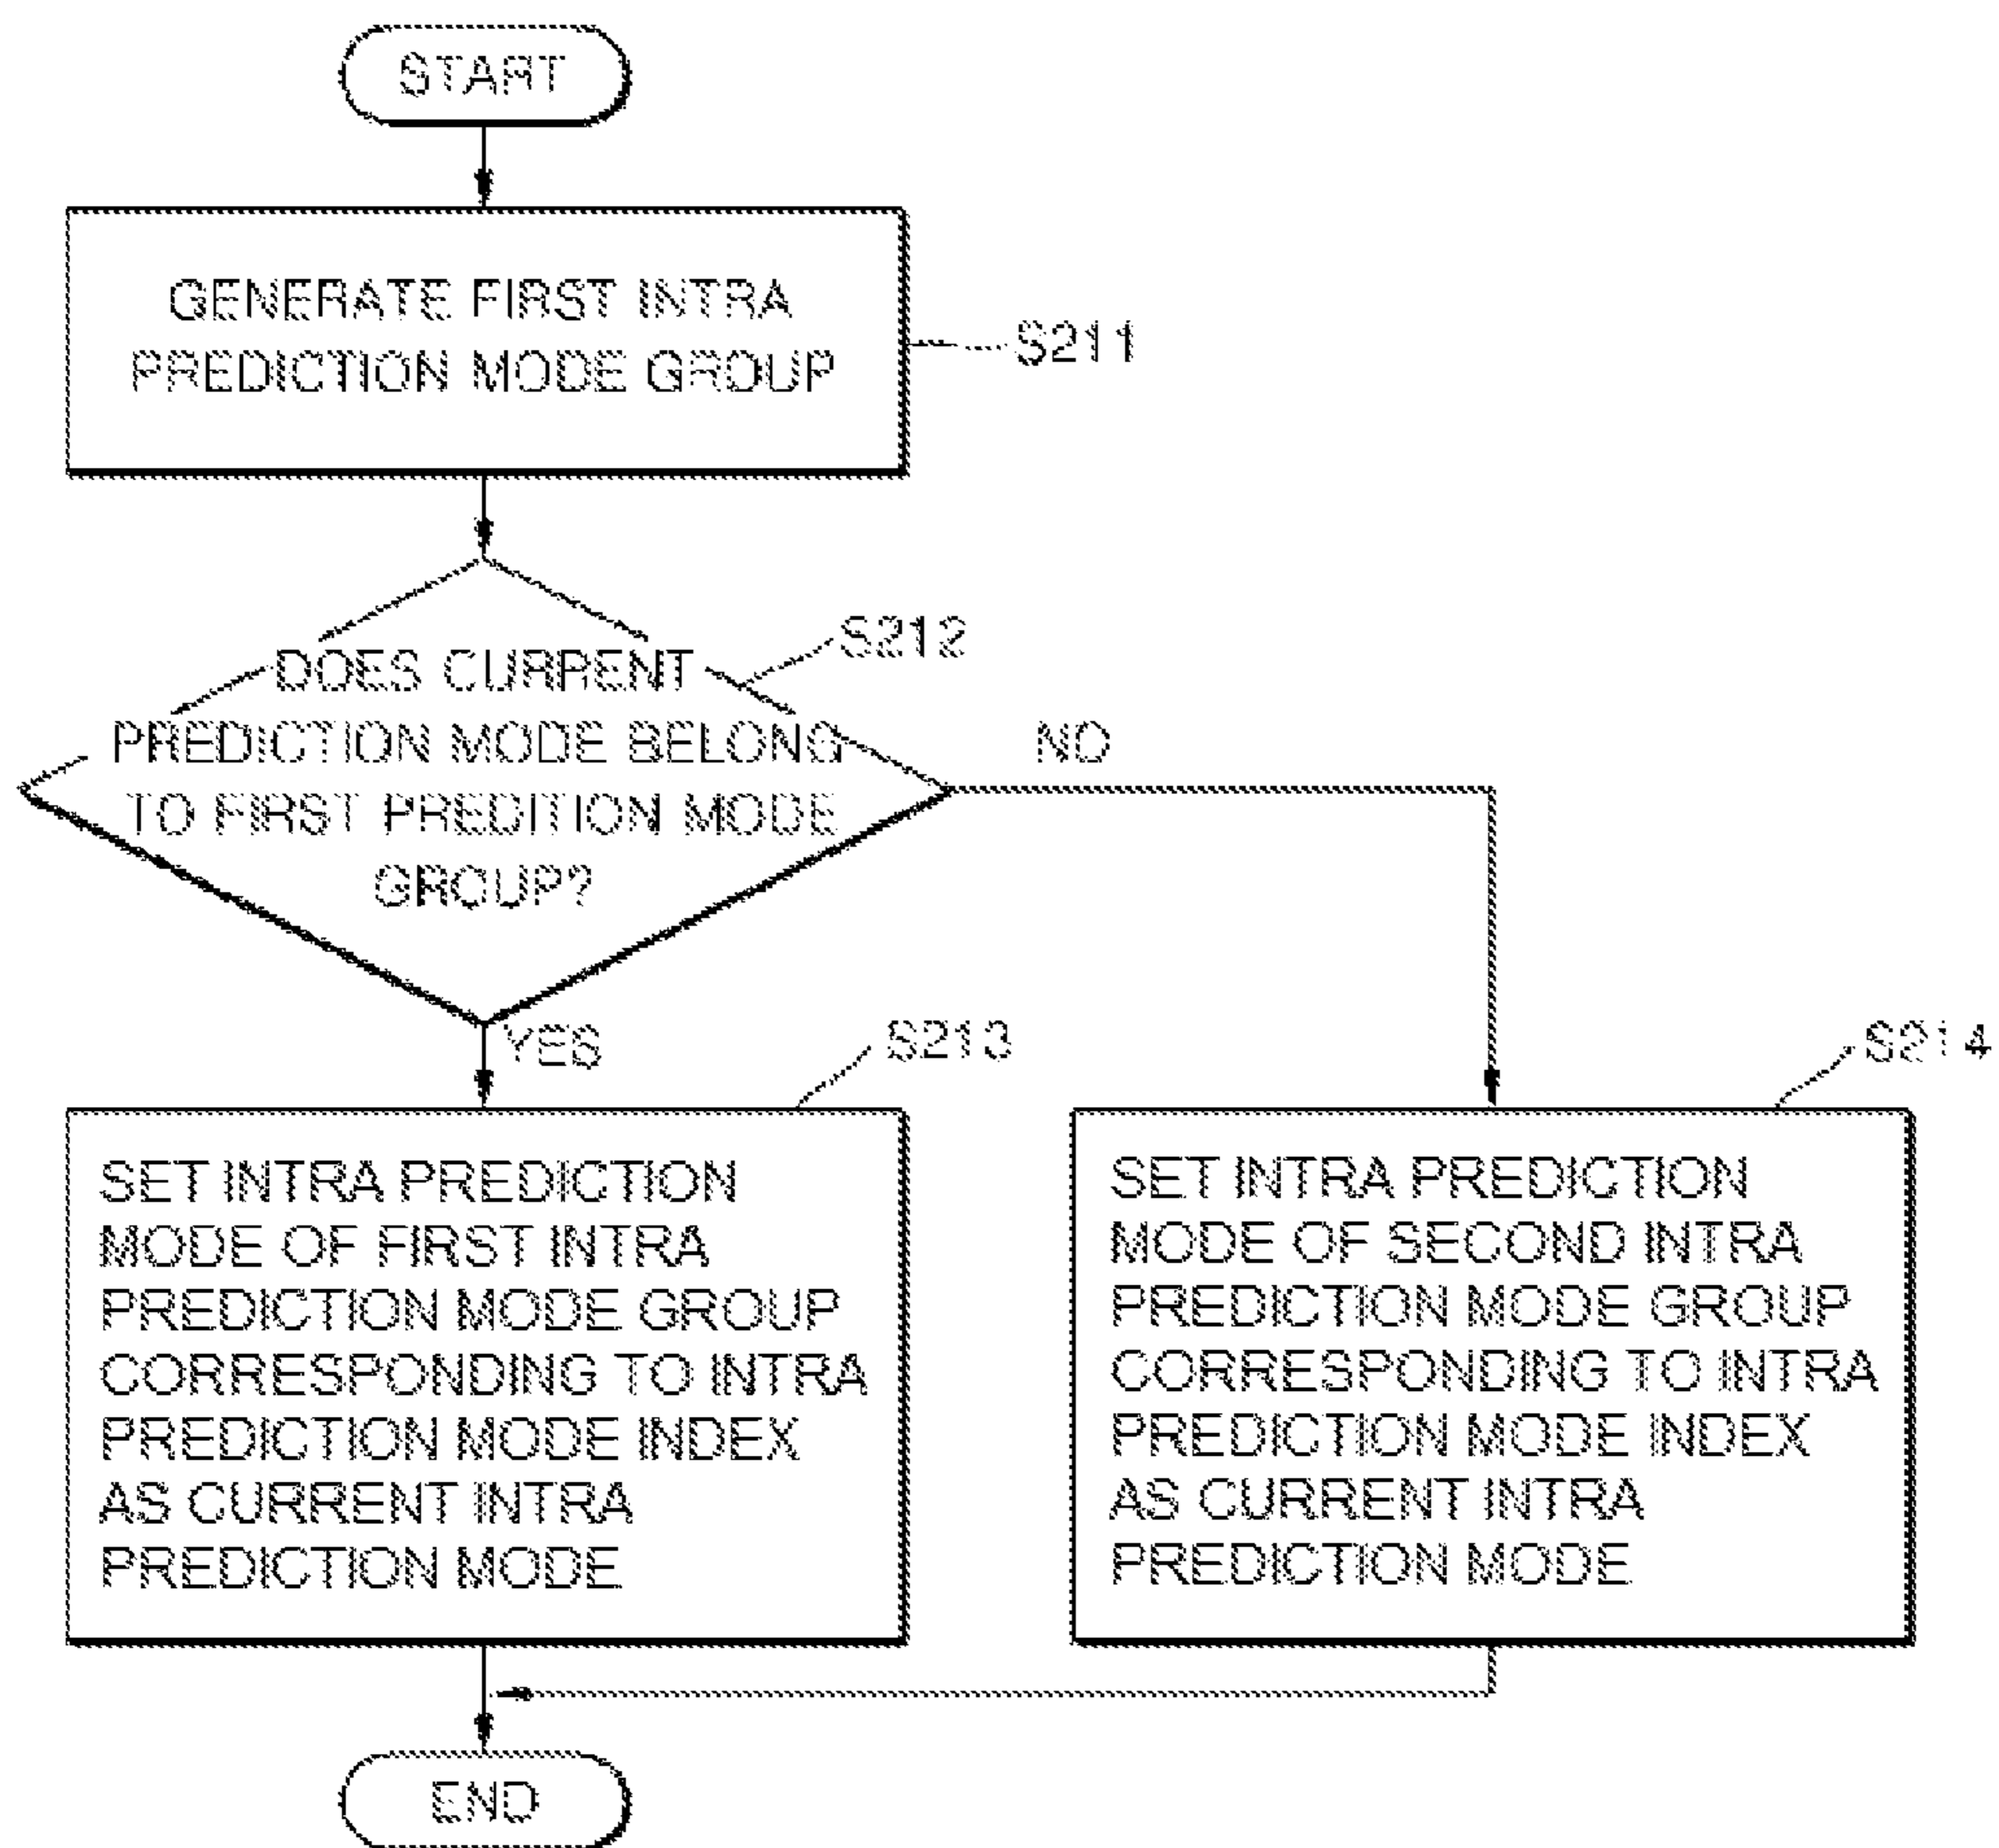 START
GENERATE FIRST INTRA
PREDICTION MODE GROUP
S211
DOES CURRENT
PREDICTION MODE BELONG
TO FIRST PREDITION MODE
GROUP?
S212
NO
YES
S213
SET INTRA PREDICTION
MODE OF FIRST INTRA
PREDICTION MODE GROUP
CORRESPONDING TO INTRA
PREDICTION MODE INDEX
AS CURRENT INTRA
PREDICTION MODE
S214
SET INTRA PREDICTION
MODE OF SECOND INTRA
PREDICTION MODE GROUP
CORRESPONDING TO INTRA
PREDICTION MODE INDEX
AS CURRENT INTRA
PREDICTION MODE
END